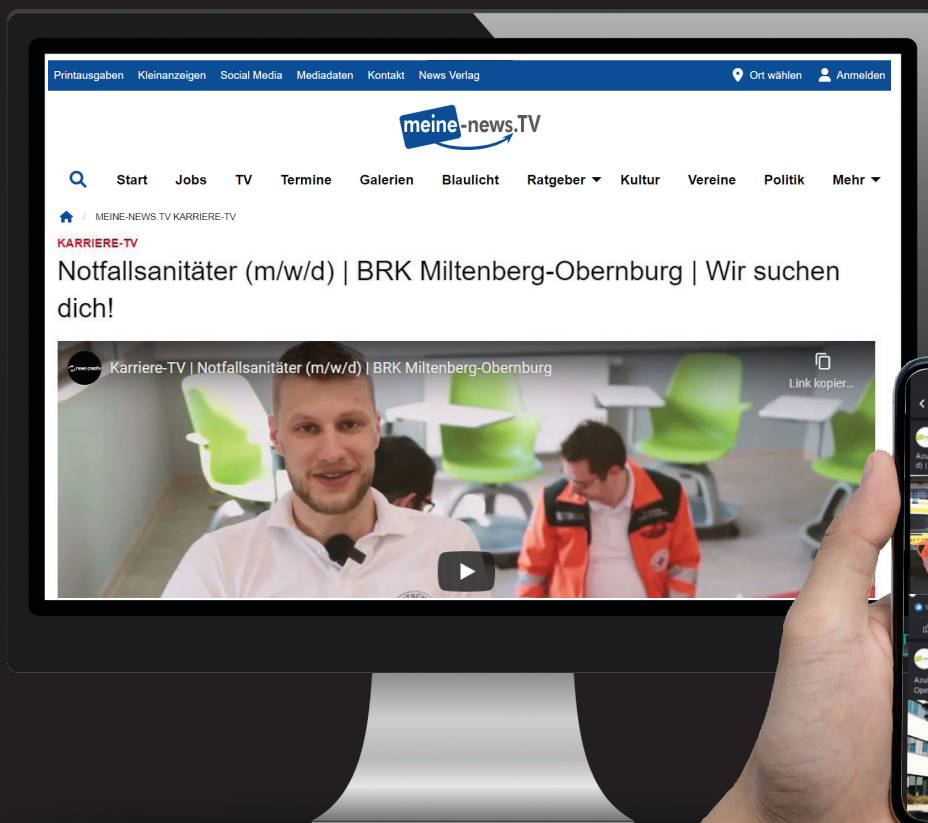 Printausgaben Kleinanzeigen Social Media Mediadaten Kontakt News Verlag Ort wählen Anmelden
meine-news.TV
Start Jobs TV Termine Galerien Blaulicht Ratgeber Kultur Vereine Politik Mehr
/ MEINE-NEWS.TV KARRIERE-TV
KARRIERE-TV
Notfallsanitäter (m/w/d) | BRK Miltenberg-Obernburg | Wir suchen
dich!
Karriere-TV | Notfallsanitäter (m/w/d) | BRK Miltenberg-Obernburg
Link kopier...